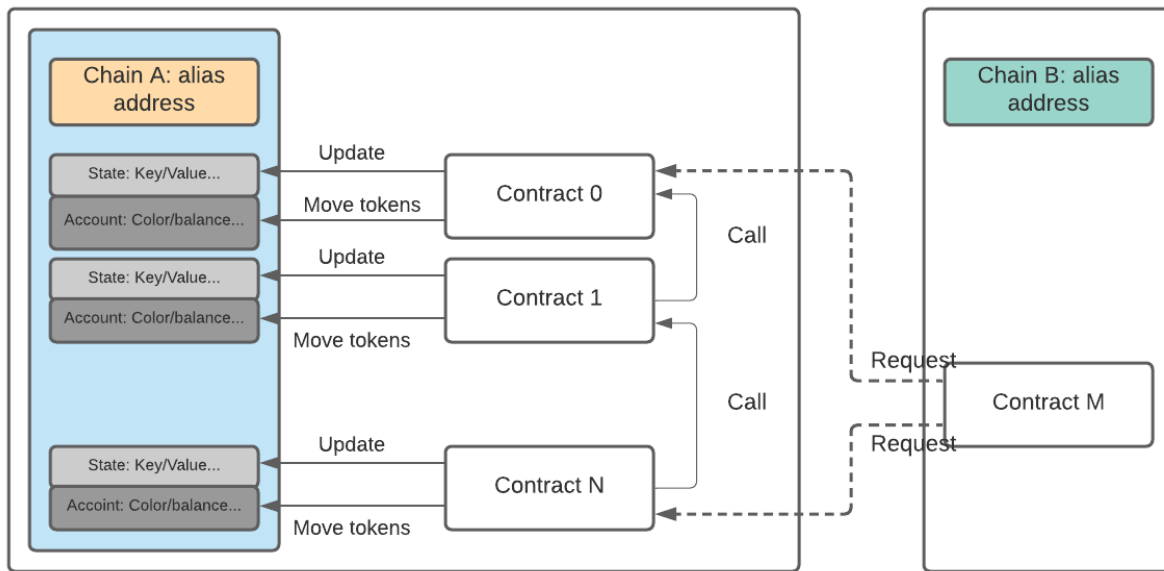 Chain A: alias
address
Chain B: alias
address
Update
State: Key/Value...
Contract 0
Move tokens
Account: Color/balance...
Call
Update
State: Key/Value...
Contract 1
Account: Color/balance...
Move tokens
Request
Contract M
Call
Request
Update
State: Key/Value...
Contract N
Accoint: Color/balance...
Move tokens